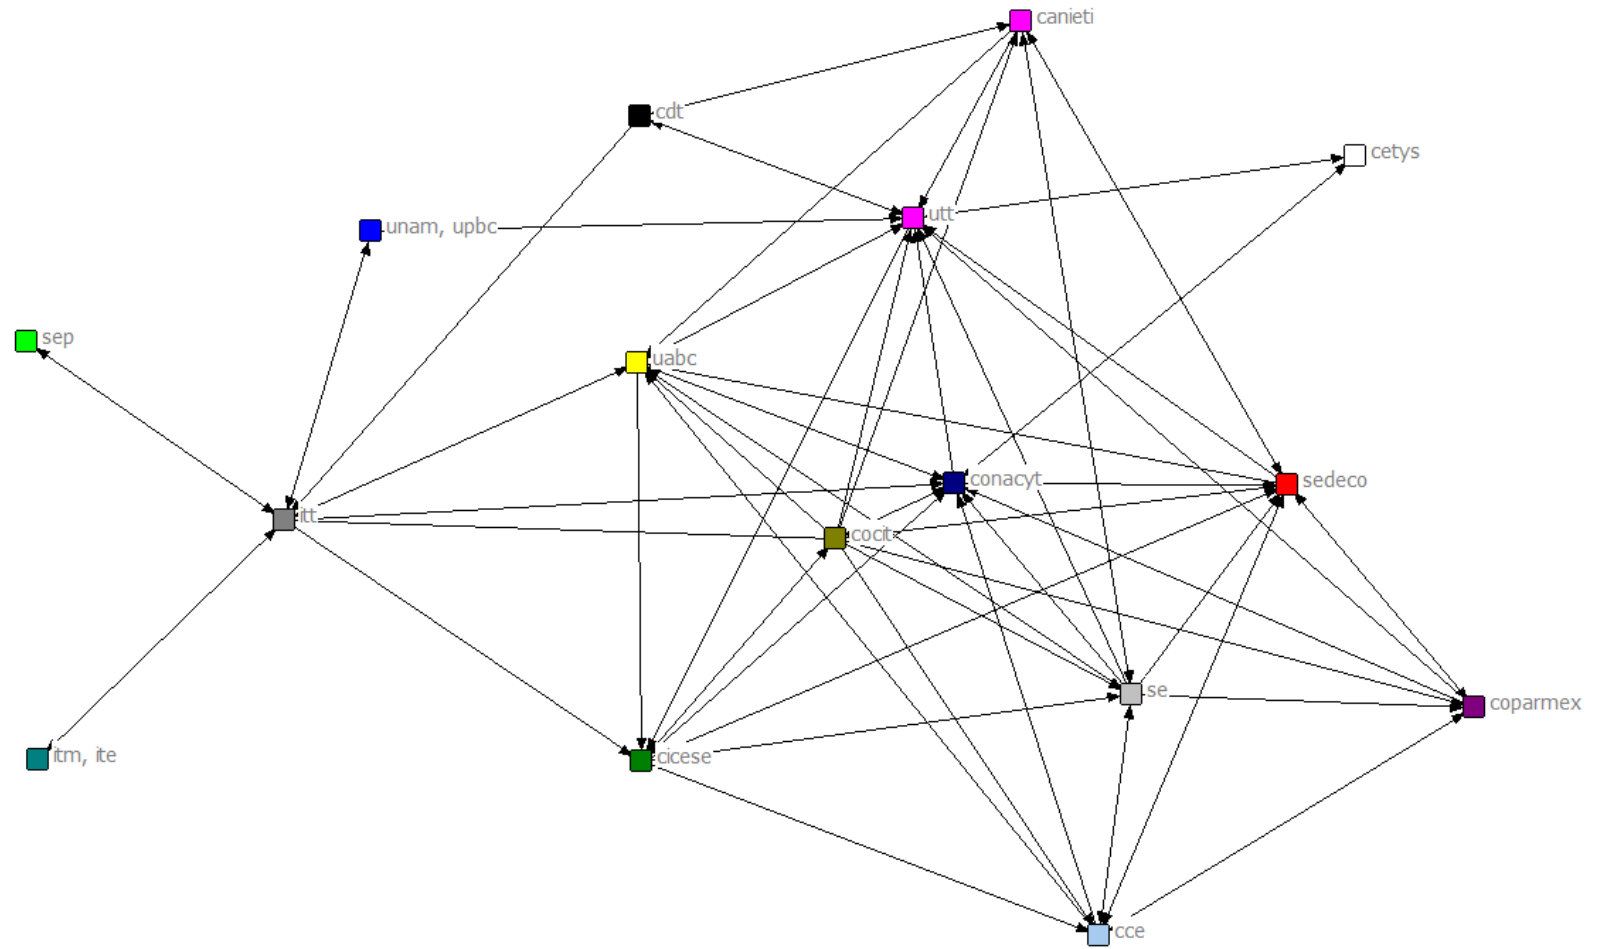 canieti
cdt
cetys
utt
unam, upbc
sep
uabc
conacyt
sedeco
itt
cocit
se
coparmex
itm, ite
cicese
cce